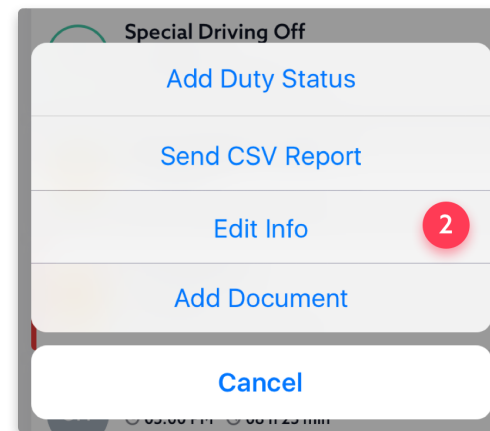 Special Driving Off
Add Duty Status
Send CSV Report
Edit Info
2
Add Document
Cancel